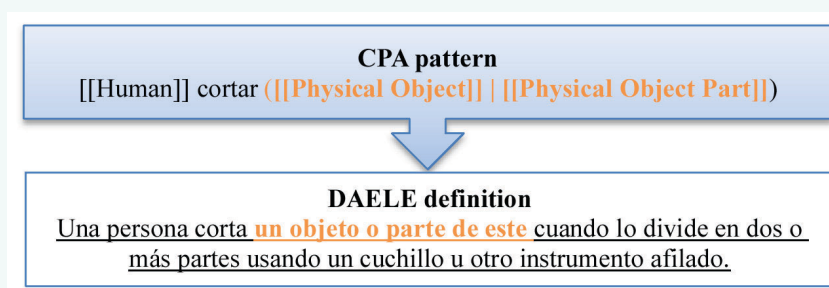 CPA pattern
[[Human]] cortar ([[Physical Object]] | [[Physical Object Part]])
DAELE definition
Una persona corta un objeto o parte de este cuando lo divide en dos o
más partes usando un cuchillo u otro instrumento afilado.